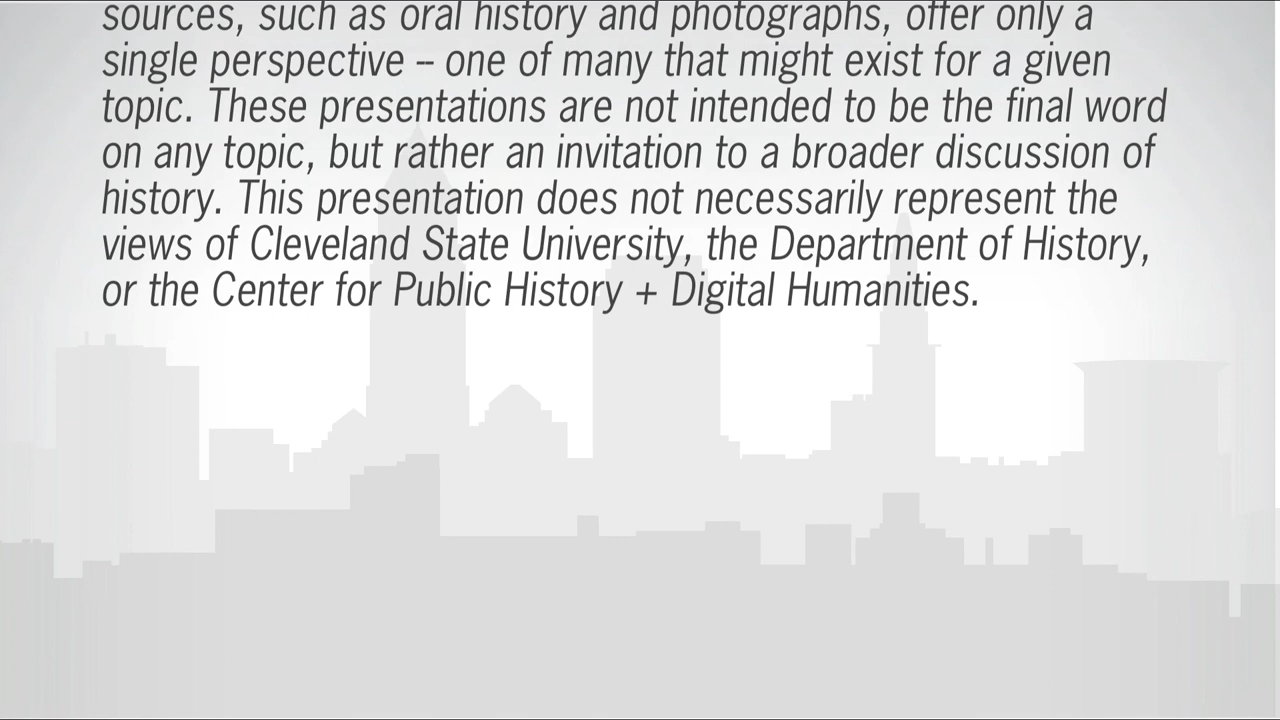 sources, such as oral history and photographs, offer only a
single perspective – one of many that might exist for a given
topic. These presentations are not intended to be the final word
on any topic, but rather an invitation to a broader discussion of
history. This presentation does not necessarily represent the
views of Cleveland State University, the Department of History,
or the Center for Public History + Digital Humanities.